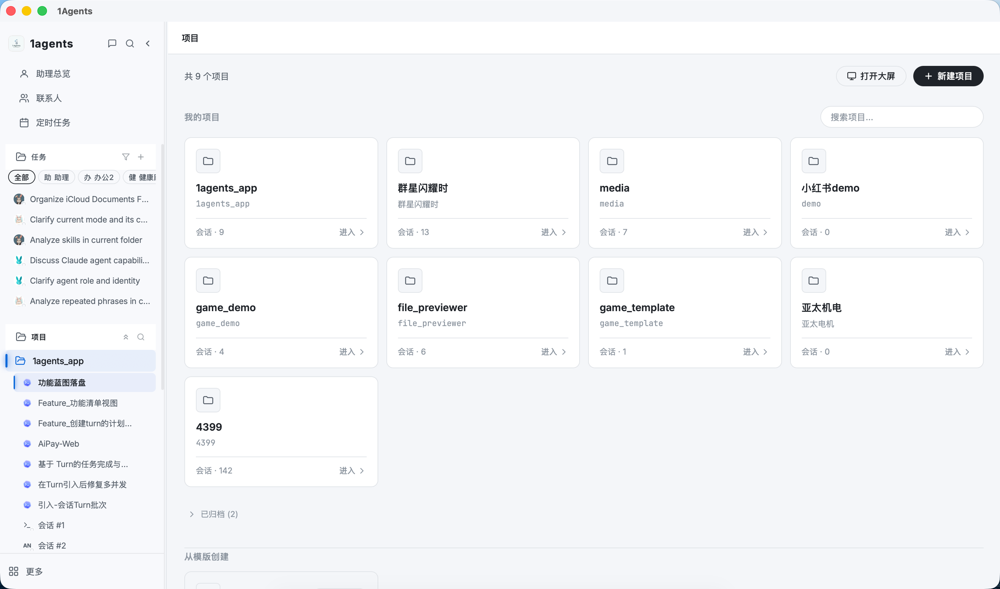 1Agents
1agents
助理总览
联系人
定时任务
任务
全部 助 助理 办 办公2 健 健康
Organize iCloud Documents F...
Clarify current mode and its c...
Analyze skills in current folder
Discuss Claude agent capabili...
Clarify agent role and identity
Analyze repeated phrases in c...
项目
1agents_app
功能蓝图落盘
Feature_功能清单视图
Feature_创建turn的计划...
AiPay-Web
基于 Turn的任务完成与...
在Turn引入后修复多并发
引入-会话Turn批次
会话 #1
AN 会话 #2
更多
项目
共 9 个项目
打开大屏
+ 新建项目
我的项目
搜索项目...
1agents_app
1agents_app
会话 · 9 进入
群星闪耀时
群星闪耀时
会话 · 13 进入
media
media
会话 · 7 进入
小红书demo
demo
会话 · 0 进入
game_demo
game_demo
会话 · 4 进入
file_previewer
file_previewer
会话 · 6 进入
game_template
game_template
会话 · 1 进入
亚太机电
亚太电机
会话 · 0 进入
4399
4399
会话 · 142 进入
已归档 (2)
从模版创建